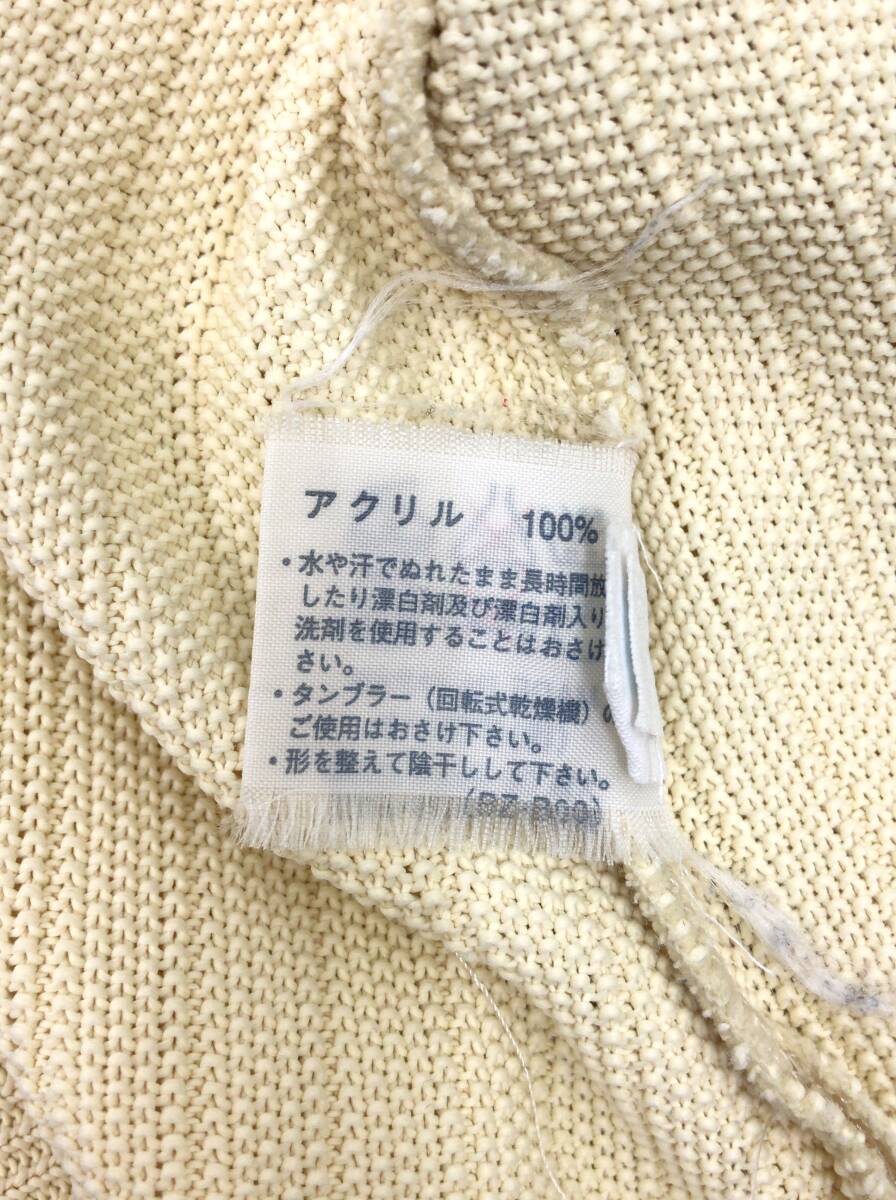 アクリル 100%
・水や汗でぬれたまま長時間放
したり漂白剤及び漂白剤入り
洗剤を使用することはおさけ
さい。
・タンブラー（回転式乾燥機）の
ご使用はおさけ下さい。
・形を整えて陰干しして下さい。